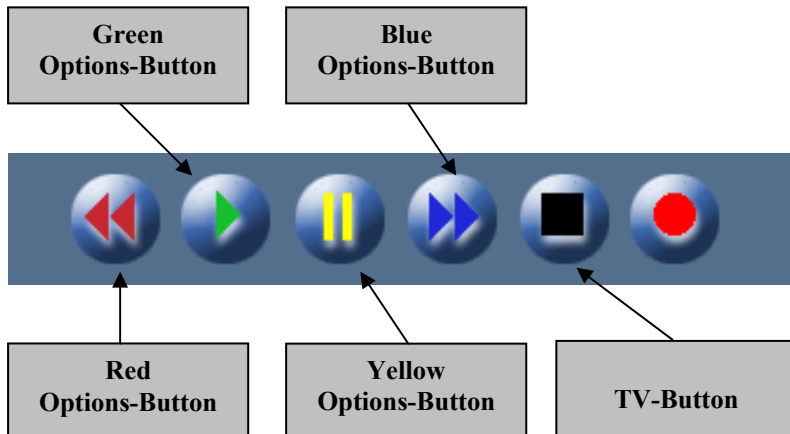 Green
Options-Button
Blue
Options-Button
Red
Options-Button
Yellow
Options-Button
TV-Button